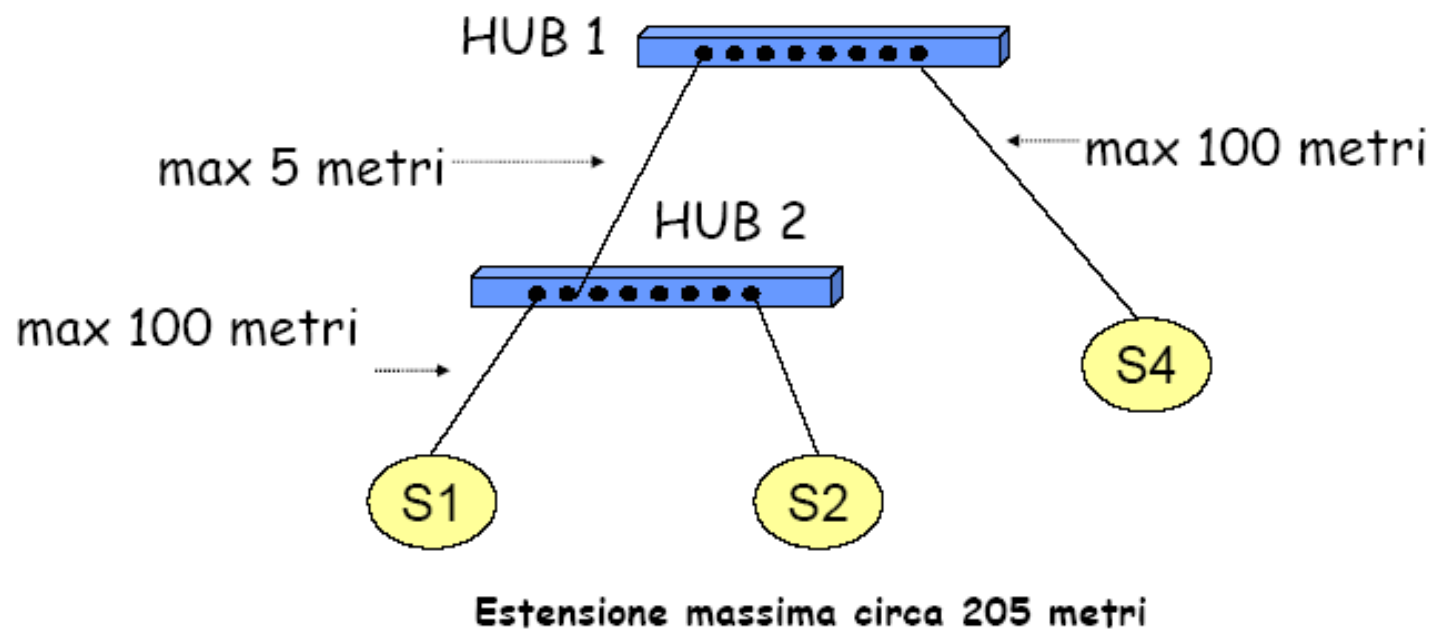 HUB 1
max 5 metri
max 100 metri
HUB 2
max 100 metri
S4
S1
S2
Estensione massima circa 205 metri